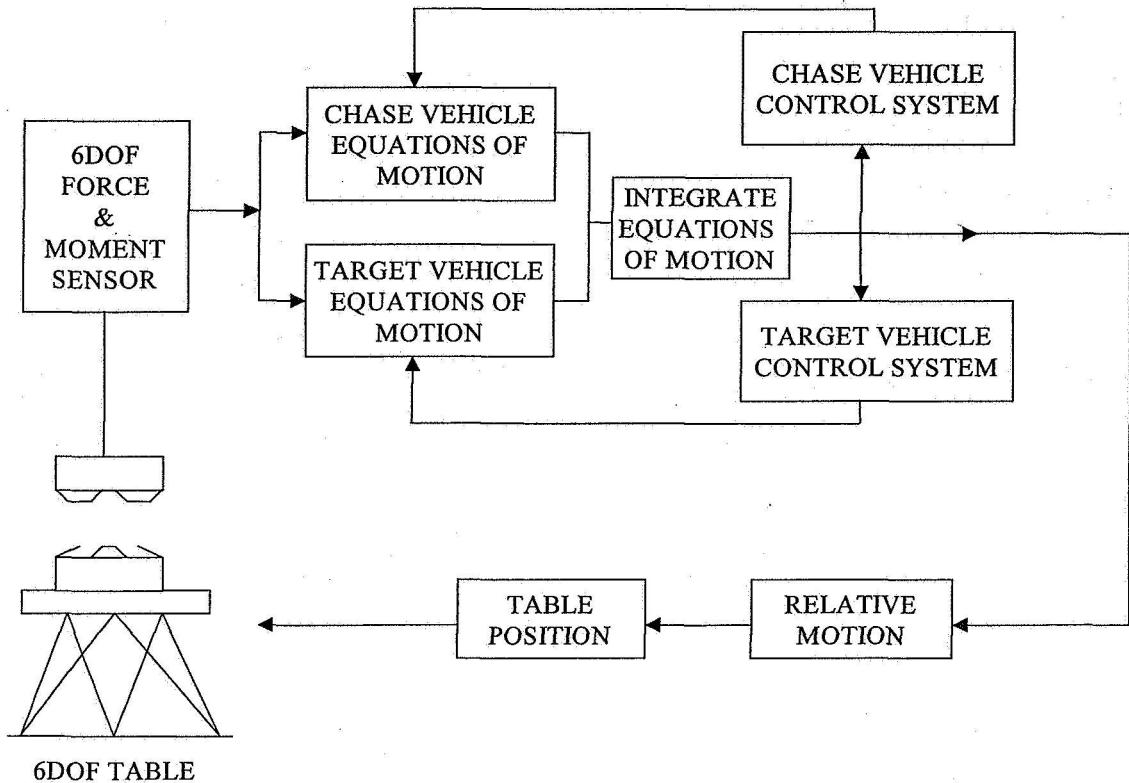 CHASE VEHICLE
CONTROL SYSTEM
CHASE VEHICLE
EQUATIONS OF
MOTION
6DOF
FORCE
&
MOMENT
SENSOR
INTEGRATE
EQUATIONS
OF MOTION
TARGET VEHICLE
EQUATIONS OF
MOTION
TARGET VEHICLE
CONTROL SYSTEM
TABLE
POSITION
RELATIVE
MOTION
6DOF TABLE